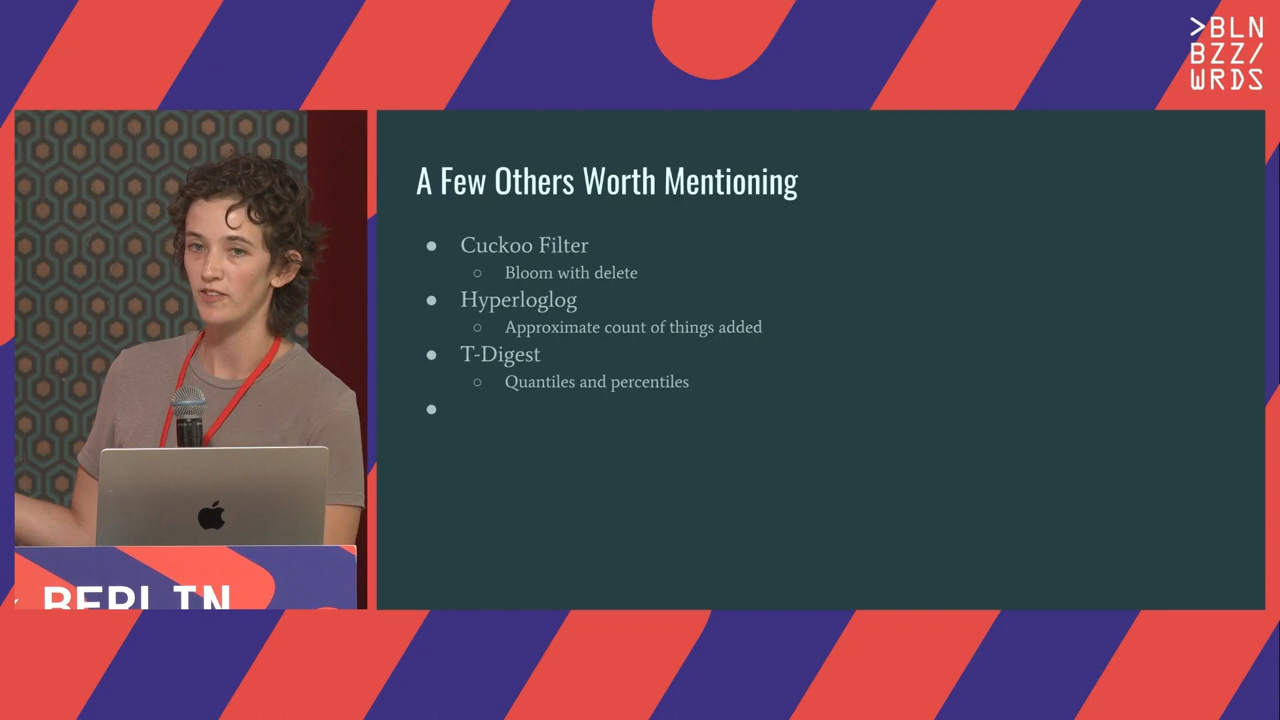 >BLN
BZZ/
WRDS
A Few Others Worth Mentioning
Cuckoo Filter
Bloom with delete
Hyperloglog
Approximate count of things added
T-Digest
Quantiles and percentiles
BERLIN